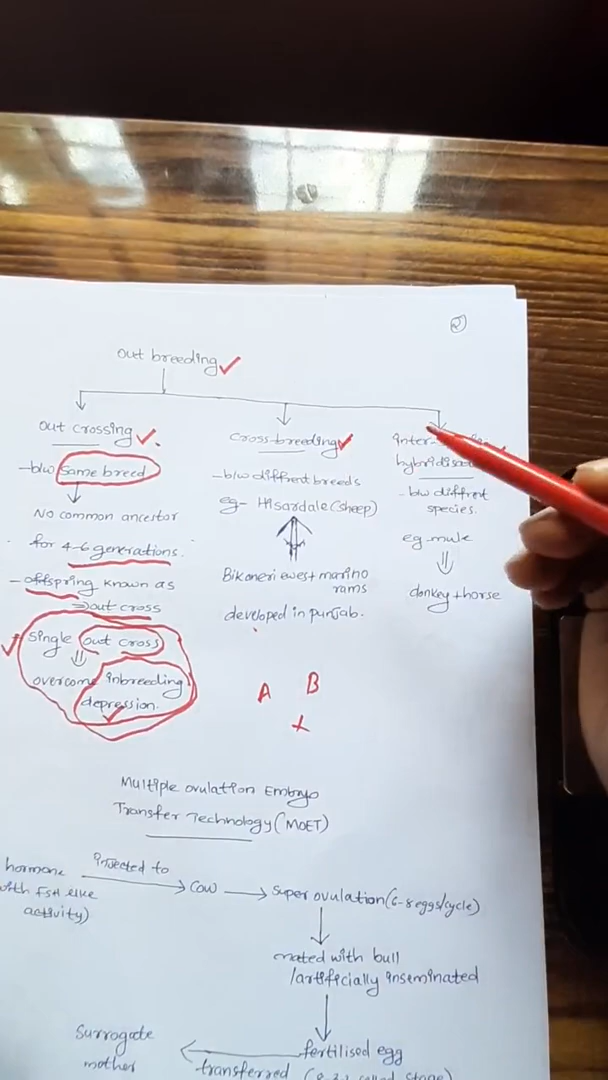 2
out breeding
out crossing
-b/w same breed
No common ancestor
for 4-6 generations.
- offspring known as
out cross
single out cross
overcome inbreeding
depression.
cross-breeding
-b/w diffrent breeds
eg- Hisardale (sheep)
Bikoneri ewes + marino
rams
developed in punjab.
A B
x
inter-
- b/w diffrent
species.
eg-mule
donkey + horse
Multiple ovulation Embryo
Transfer Technology (MOET)
hormone
with FSH like
activity)
injected to
cow
super ovulation (6-8 eggs/cycle)
mated with bull
/artificially inseminated
fertilised egg
transferred
surrogate
mother